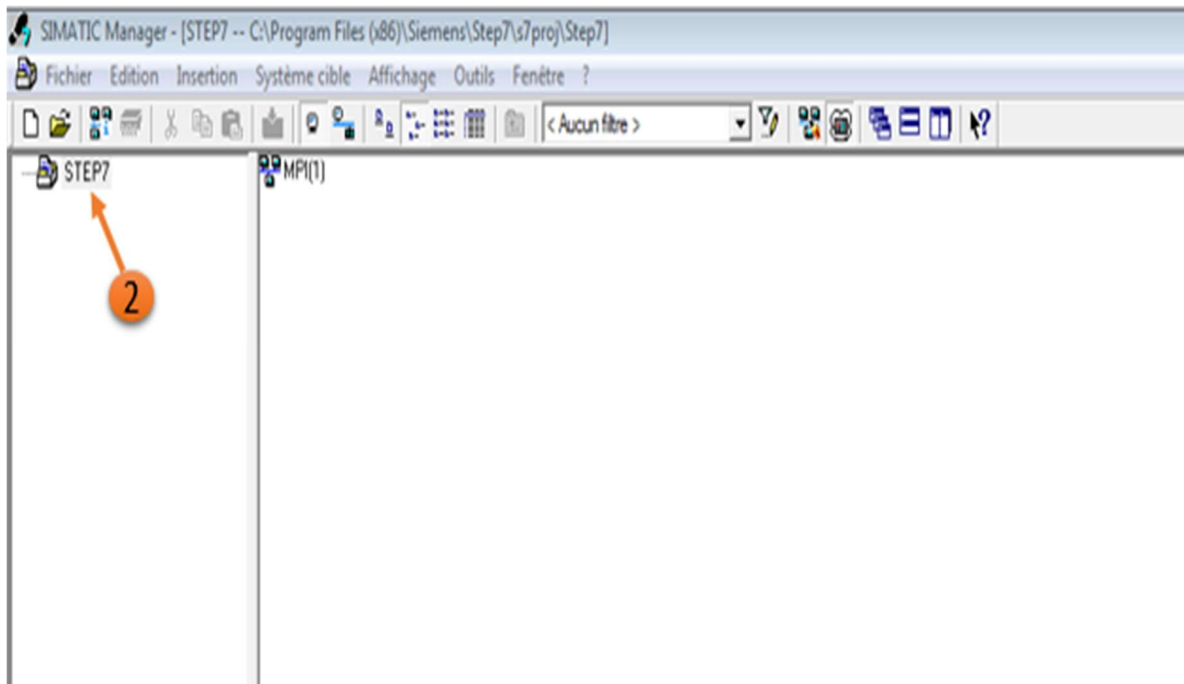 SIMATIC Manager - [STEP7 -- C:\Program Files (x86)\Siemens\Step7\s7proj\Step7]
Fichier Edition Insertion Système cible Affichage Outils Fenêtre ?
< Aucun filtre >
STEP7
MPI(1)
2